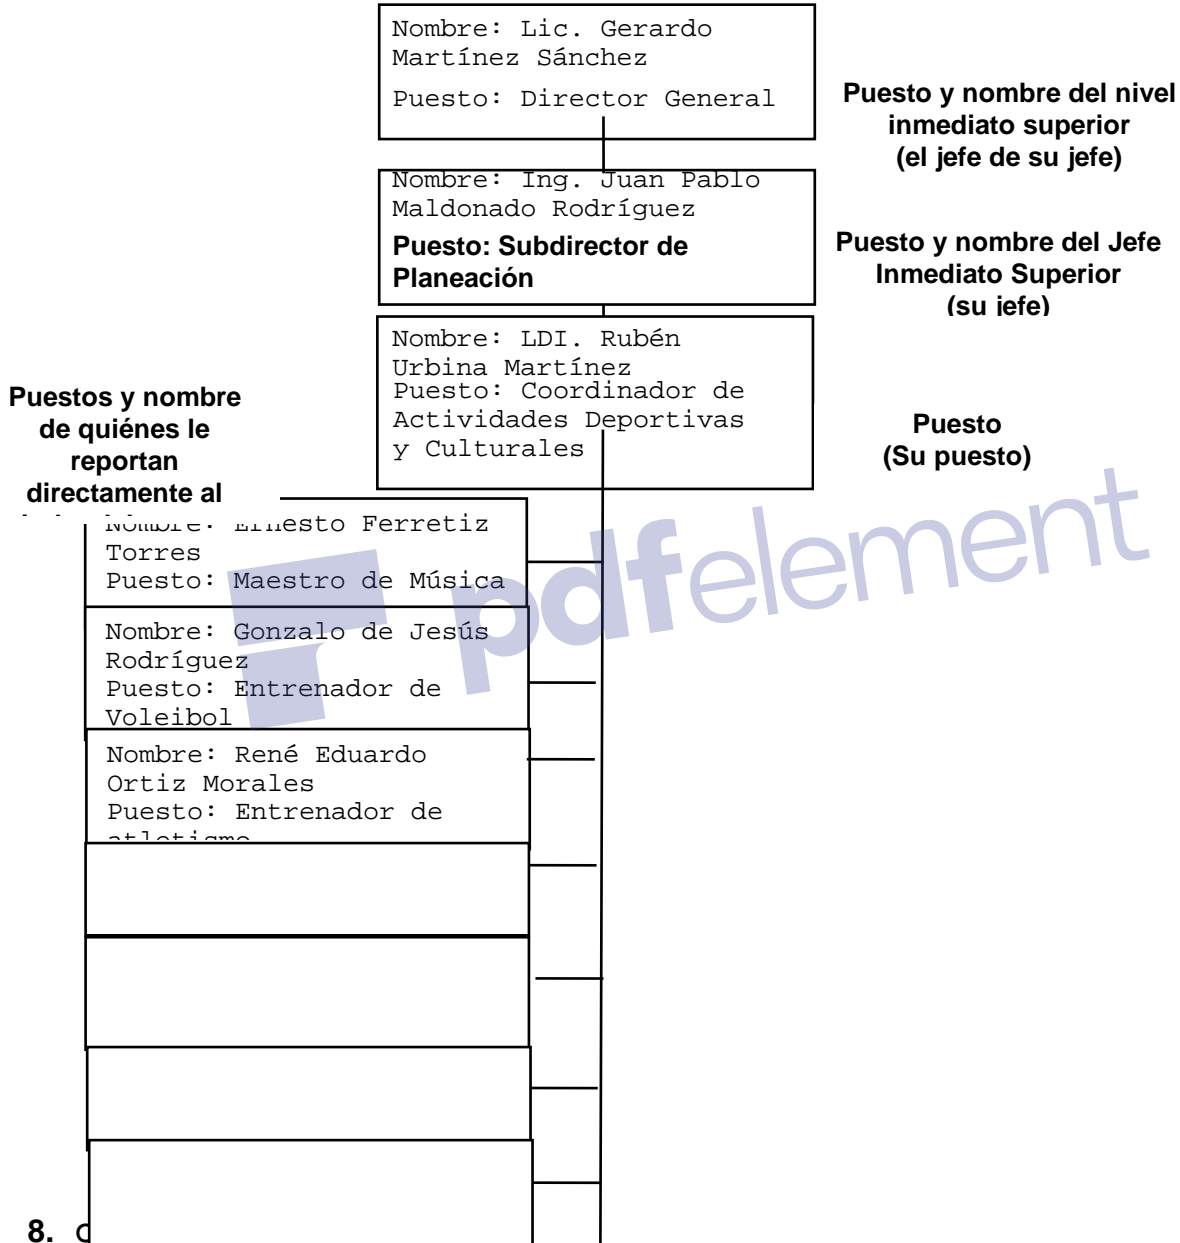 Nombre: Lic. Gerardo
Martínez Sánchez
Puesto: Director General
Puesto y nombre del nivel
inmediato superior
(el jefe de su jefe)
Nombre: Ing. Juan Pablo
Maldonado Rodríguez
Puesto: Subdirector de
Planeación
Puesto y nombre del Jefe
Inmediato Superior
(su jefe)
Nombre: LDI. Rubén
Urbina Martínez
Puesto: Coordinador de
Actividades Deportivas
y Culturales
Puesto
(Su puesto)
Puestos y nombre
de quiénes le
reportan
directamente al
Nombre: Ernesto Ferretiz
Torres
Puesto: Maestro de Música
Nombre: Gonzalo de Jesús
Rodríguez
Puesto: Entrenador de
Voleibol
Nombre: René Eduardo
Ortiz Morales
Puesto: Entrenador de
atletismo
pdfelement
8.